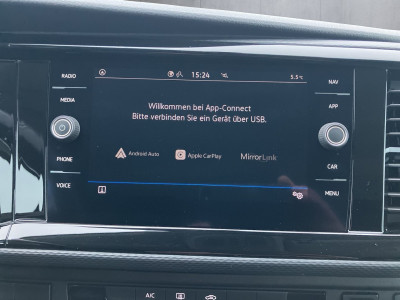 RADIO
MEDIA
PHONE
VOICE
15:24
5.5°C
Willkommen bei App-Connect
Bitte verbinden Sie ein Gerät über USB.
Android Auto
Apple CarPlay
MirrorLink
NAV
APP
CAR
MENU
A/C